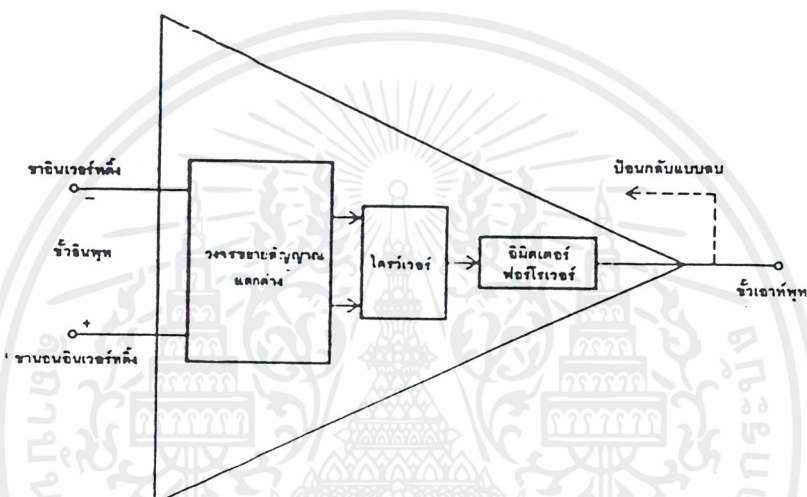 ขาอินเวอร์ทติ้ง
−
ขั้วอินพุท
+
ขานอนอินเวอร์ทติ้ง
วงจรขยายสัญญาณ
แตกต่าง
ไดรว์เวอร์
อิมิตเตอร์
ฟอร์โรเวอร์
ป้อนกลับแบบลบ
ขั้วเอาท์พุท